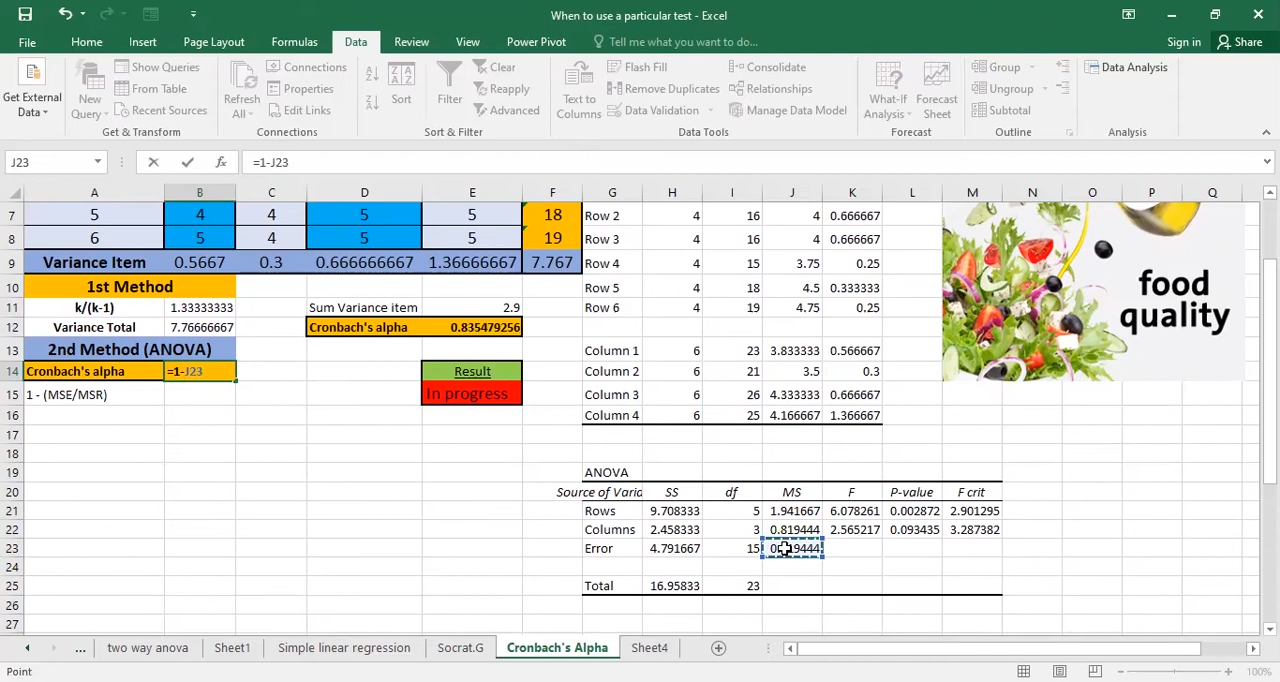 When to use a particular test - Excel
File Home Insert Page Layout Formulas Data Review View Power Pivot Tell me what you want to do... Sign in Share
Get External Data
New Query
Show Queries
From Table
Recent Sources
Get & Transform
Refresh All
Connections
Properties
Edit Links
Connections
Sort
Filter
Clear
Reapply
Advanced
Sort & Filter
Text to Columns
Flash Fill
Remove Duplicates
Data Validation
Consolidate
Relationships
Manage Data Model
Data Tools
What-If Analysis
Forecast Sheet
Forecast
Group
Ungroup
Subtotal
Outline
Data Analysis
Analysis
J23 fx =1-J23
A B C D E F G H I J K L M N O P Q
7 5 4 4 5 5 18 Row 2 4 16 4 0.666667
8 6 5 4 5 5 19 Row 3 4 16 4 0.666667
9 Variance Item 0.5667 0.3 0.666666667 1.36666667 7.767 Row 4 4 15 3.75 0.25
10 1st Method Row 5 4 18 4.5 0.333333
11 k/(k-1) 1.33333333 Sum Variance item 2.9 Row 6 4 19 4.75 0.25
12 Variance Total 7.76666667 Cronbach's alpha 0.835479256
13 2nd Method (ANOVA) Column 1 6 23 3.833333 0.566667
14 Cronbach's alpha =1-J23 Result Column 2 6 21 3.5 0.3
15 1 - (MSE/MSR) In progress Column 3 6 26 4.333333 0.666667
16 Column 4 6 25 4.166667 1.366667
17
18
19 ANOVA
20 Source of Varia SS df MS F P-value F crit
21 Rows 9.708333 5 1.941667 6.078261 0.002872 2.901295
22 Columns 2.458333 3 0.819444 2.565217 0.093435 3.287382
23 Error 4.791667 15
24
25 Total 16.95833 23
26
27
food
quality
... two way anova Sheet1 Simple linear regression Socrat.G Cronbach's Alpha Sheet4
Point 100%